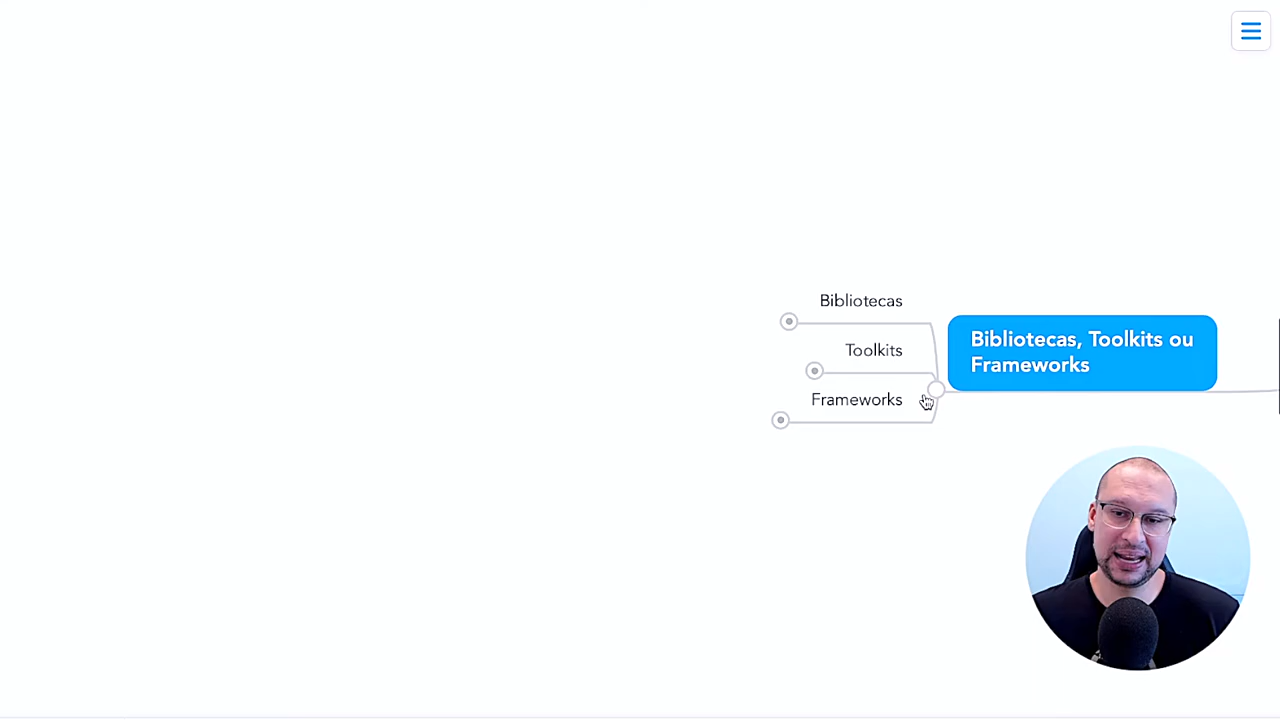 Bibliotecas
Toolkits
Frameworks
Bibliotecas, Toolkits ou
Frameworks